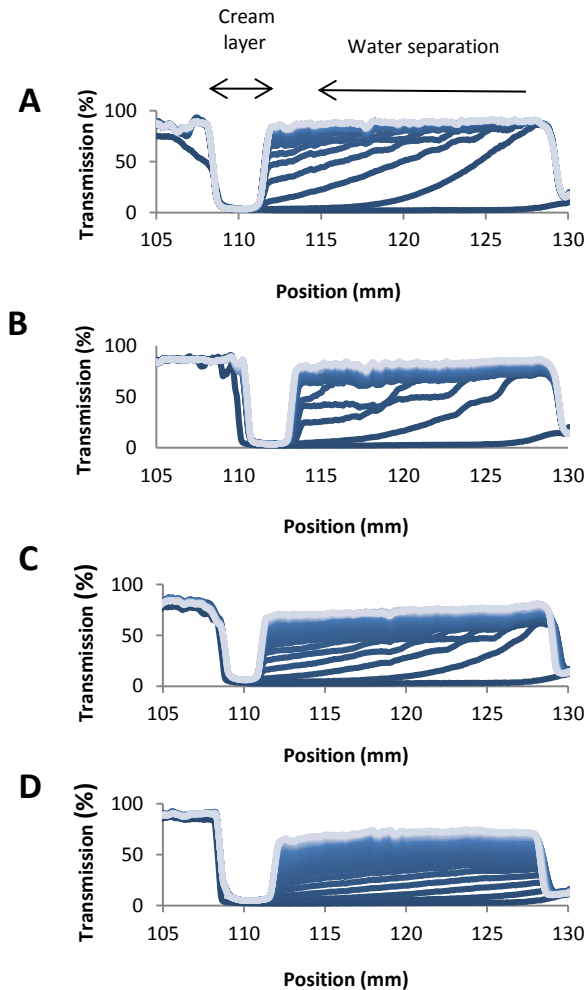 Cream
layer
Water separation
A
Transmission (%)
100
50
0
105 110 115 120 125 130
Position (mm)
B
Transmission (%)
100
50
0
105 110 115 120 125 130
Position (mm)
C
Transmission (%)
100
50
0
105 110 115 120 125 130
Position (mm)
D
Transmission (%)
100
50
0
105 110 115 120 125 130
Position (mm)